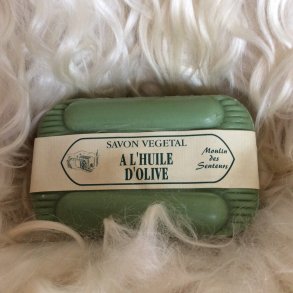 SAVON VEGETAL
A L'HUILE
D'OLIVE
Moulin
des
Senteurs